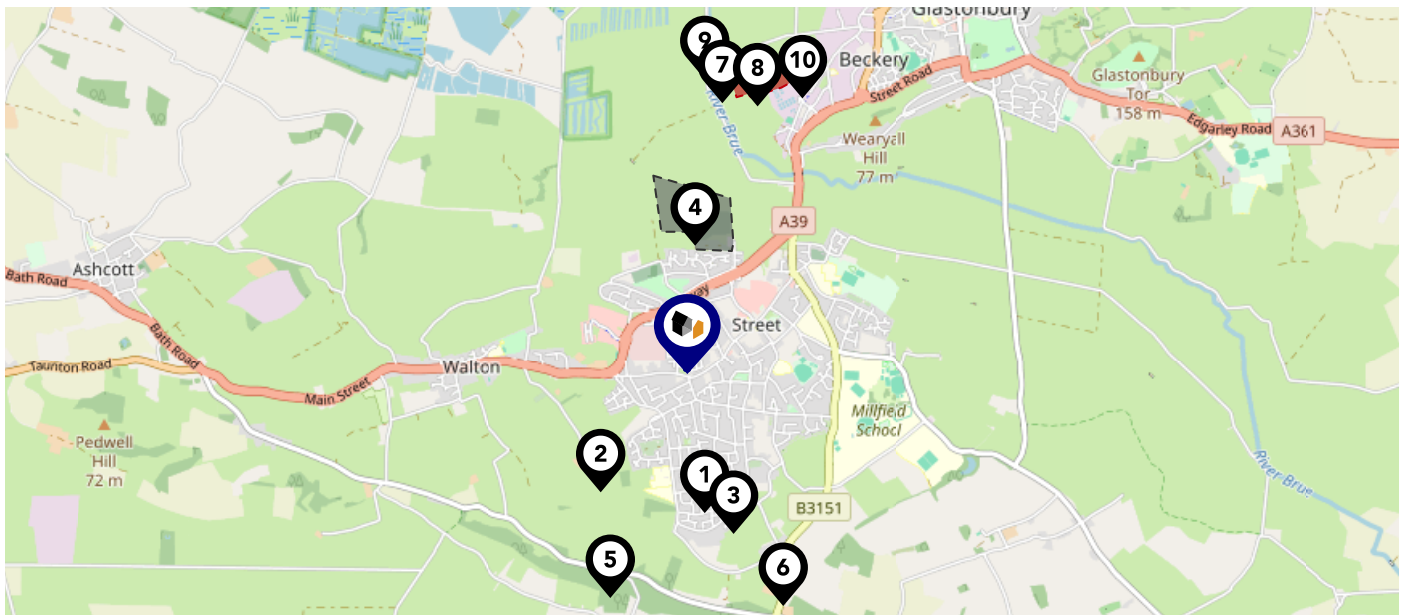 Glastonbury
9
7
8
10
Beckery
Street Road
Glastonbury
Tor
158 m
Edgarley Road
A361
River Brue
Wearyall
Hill
77 m
4
A39
Ashcott
Bath Road
Street
Bath Road
Taunton Road
Walton
Main Street
Millfield
School
Pedwell
Hill
72 m
2
1
3
River Brue
B3151
5
6